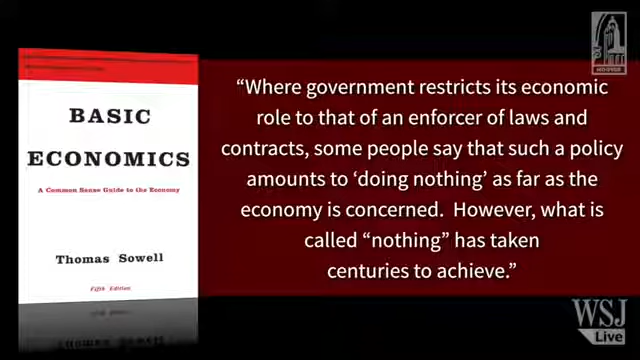 HOOVER
BASIC
ECONOMICS
A Common Sense Guide to the Economy
Thomas Sowell
Fifth Edition
“Where government restricts its economic
role to that of an enforcer of laws and
contracts, some people say that such a policy
amounts to ‘doing nothing’ as far as the
economy is concerned. However, what is
called “nothing” has taken
centuries to achieve.”
WSJ
Live